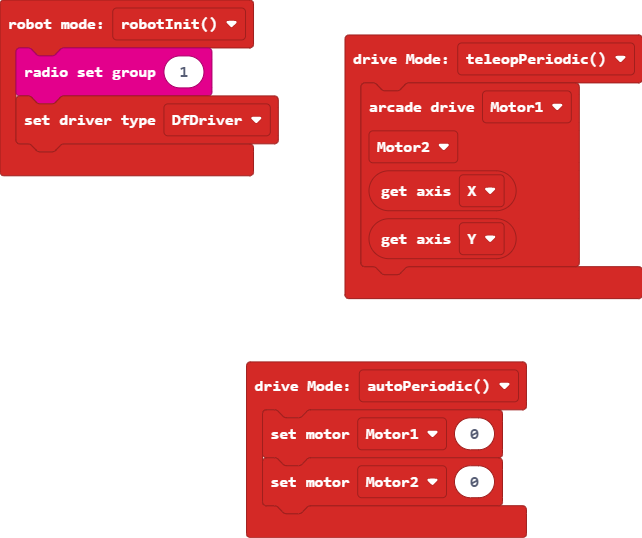 robot mode: robotInit()
radio set group 1
set driver type DfDriver
drive Mode: teleopPeriodic()
arcade drive Motor1
Motor2
get axis X
get axis Y
drive Mode: autoPeriodic()
set motor Motor1 0
set motor Motor2 0